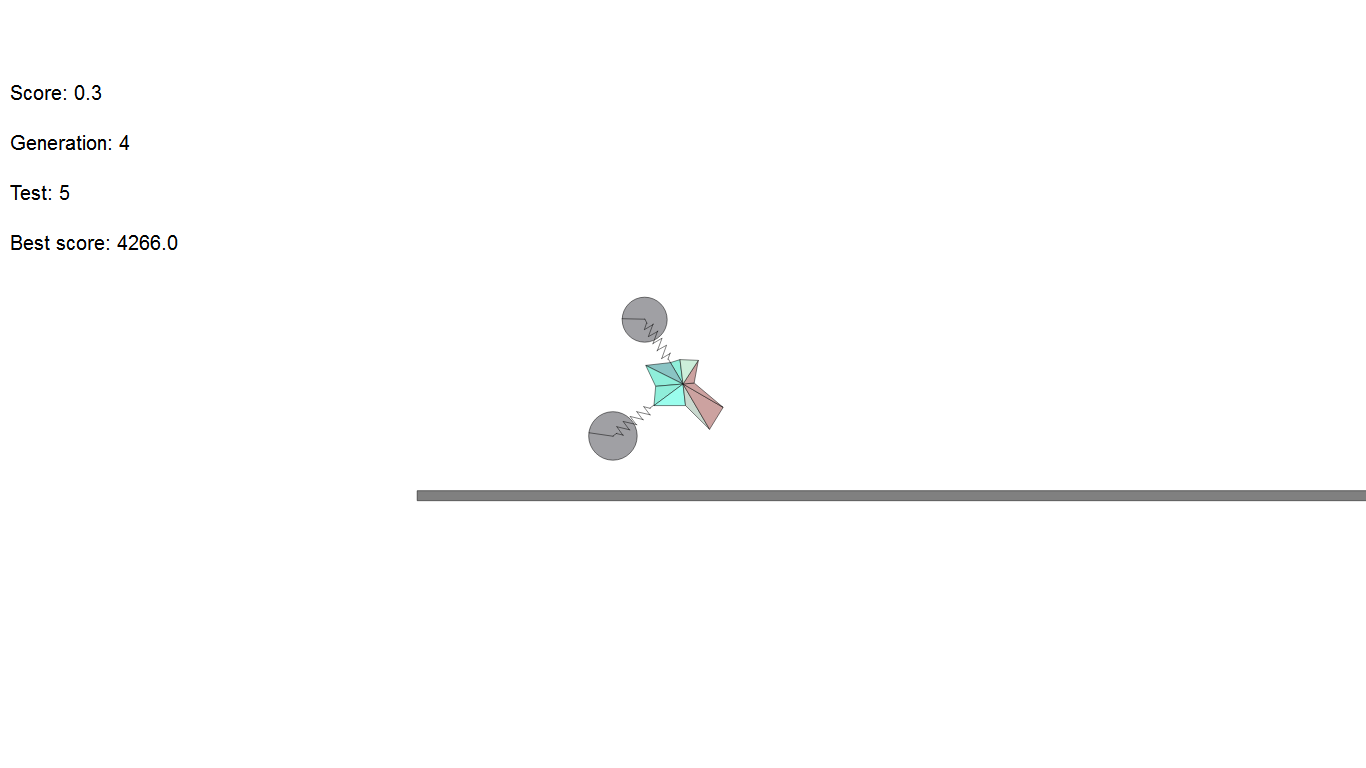 Score: 0.3
Generation: 4
Test: 5
Best score: 4266.0